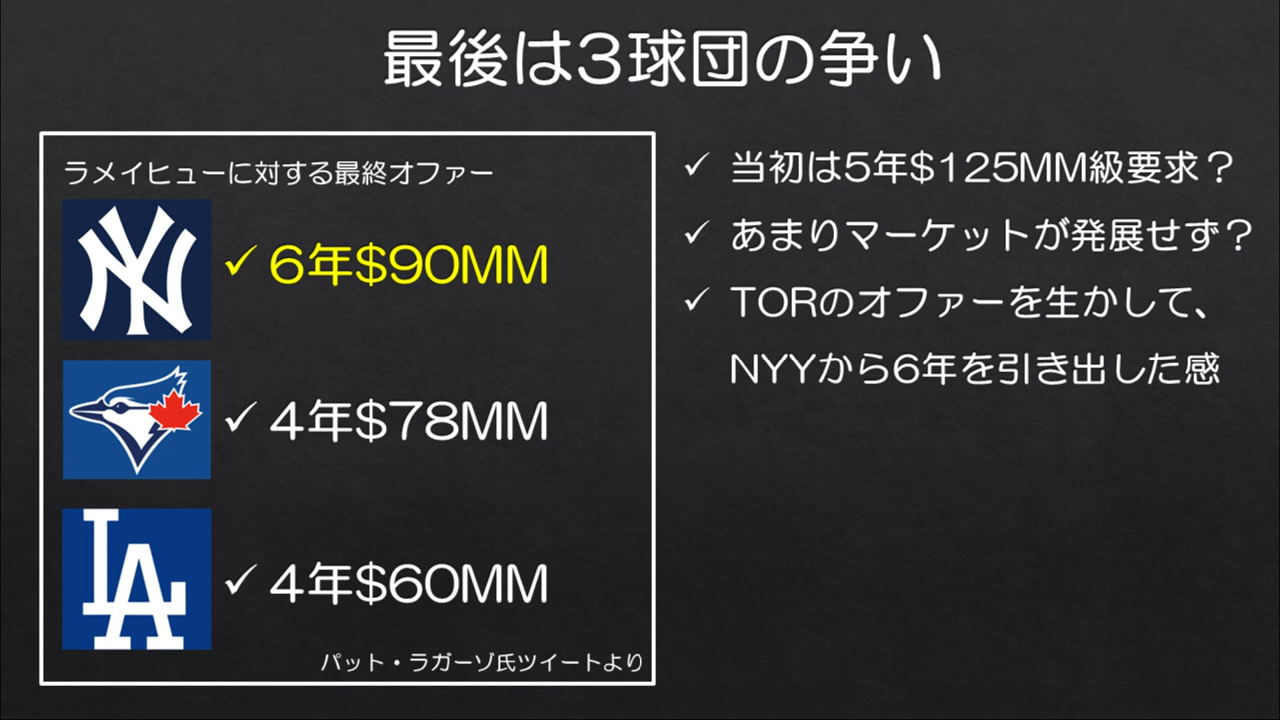 最後は3球団の争い
ラメイヒューに対する最終オファー
NY
✓ 6年$90MM
✓ 4年$78MM
LA
✓ 4年$60MM
パット・ラガーゾ氏ツイートより
✓ 当初は5年$125MM級要求？
✓ あまりマーケットが発展せず？
✓ TORのオファーを生かして、
NYYから6年を引き出した感